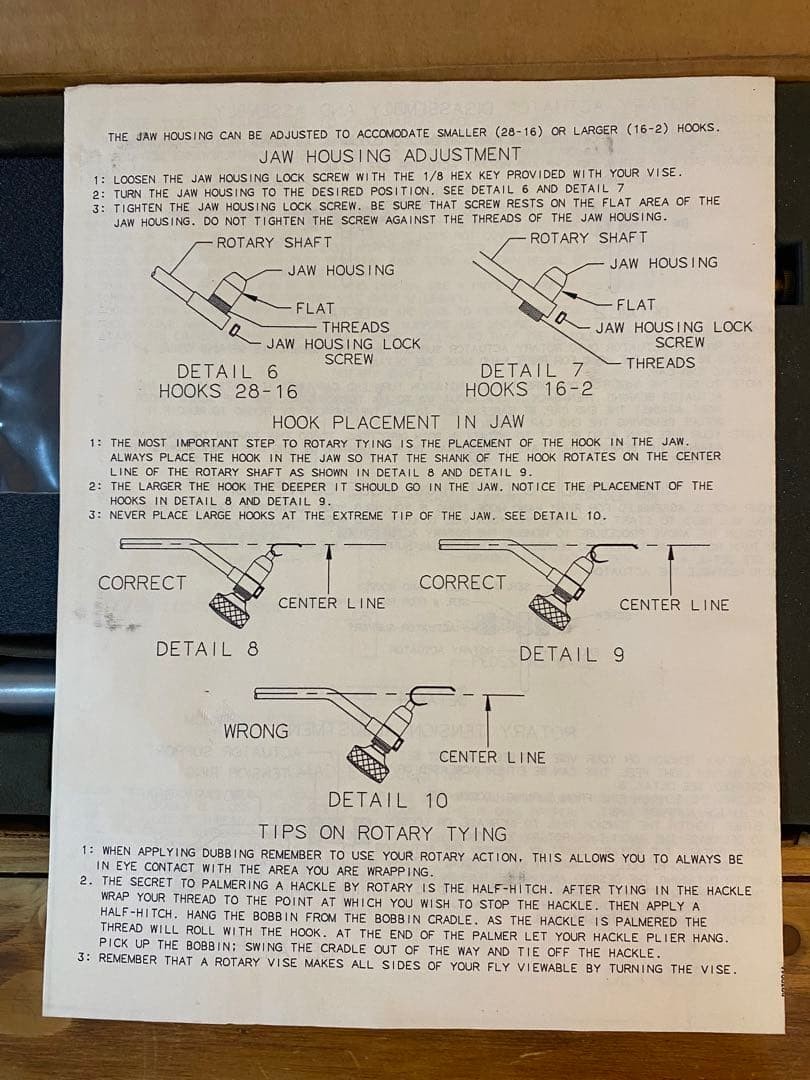 THE JAW HOUSING CAN BE ADJUSTED TO ACCOMODATE SMALLER (28-16) OR LARGER (16-2) HOOKS.
JAW HOUSING ADJUSTMENT
1: LOOSEN THE JAW HOUSING LOCK SCREW WITH THE 1/8 HEX KEY PROVIDED WITH YOUR VISE.
2: TURN THE JAW HOUSING TO THE DESIRED POSITION. SEE DETAIL 6 AND DETAIL 7
3: TIGHTEN THE JAW HOUSING LOCK SCREW. BE SURE THAT SCREW RESTS ON THE FLAT AREA OF THE
JAW HOUSING. DO NOT TIGHTEN THE SCREW AGAINST THE THREADS OF THE JAW HOUSING.
ROTARY SHAFT
JAW HOUSING
FLAT
THREADS
JAW HOUSING LOCK
SCREW
DETAIL 6
HOOKS 28-16
ROTARY SHAFT
JAW HOUSING
FLAT
JAW HOUSING LOCK
SCREW
THREADS
DETAIL 7
HOOKS 16-2
HOOK PLACEMENT IN JAW
1: THE MOST IMPORTANT STEP TO ROTARY TYING IS THE PLACEMENT OF THE HOOK IN THE JAW.
ALWAYS PLACE THE HOOK IN THE JAW SO THAT THE SHANK OF THE HOOK ROTATES ON THE CENTER
LINE OF THE ROTARY SHAFT AS SHOWN IN DETAIL 8 AND DETAIL 9.
2: THE LARGER THE HOOK THE DEEPER IT SHOULD GO IN THE JAW. NOTICE THE PLACEMENT OF THE
HOOKS IN DETAIL 8 AND DETAIL 9.
3: NEVER PLACE LARGE HOOKS AT THE EXTREME TIP OF THE JAW. SEE DETAIL 10.
CORRECT
CENTER LINE
DETAIL 8
CORRECT
CENTER LINE
DETAIL 9
WRONG
CENTER LINE
DETAIL 10
TIPS ON ROTARY TYING
1: WHEN APPLYING DUBBING REMEMBER TO USE YOUR ROTARY ACTION, THIS ALLOWS YOU TO ALWAYS BE
IN EYE CONTACT WITH THE AREA YOU ARE WRAPPING.
2. THE SECRET TO PALMERING A HACKLE BY ROTARY IS THE HALF-HITCH. AFTER TYING IN THE HACKLE
WRAP YOUR THREAD TO THE POINT AT WHICH YOU WISH TO STOP THE HACKLE. THEN APPLY A
HALF-HITCH. HANG THE BOBBIN FROM THE BOBBIN CRADLE. AS THE HACKLE IS PALMERED THE
THREAD WILL ROLL WITH THE HOOK. AT THE END OF THE PALMER LET YOUR HACKLE PLIER HANG.
PICK UP THE BOBBIN; SWING THE CRADLE OUT OF THE WAY AND TIE OFF THE HACKLE.
3: REMEMBER THAT A ROTARY VISE MAKES ALL SIDES OF YOUR FLY VIEWABLE BY TURNING THE VISE.